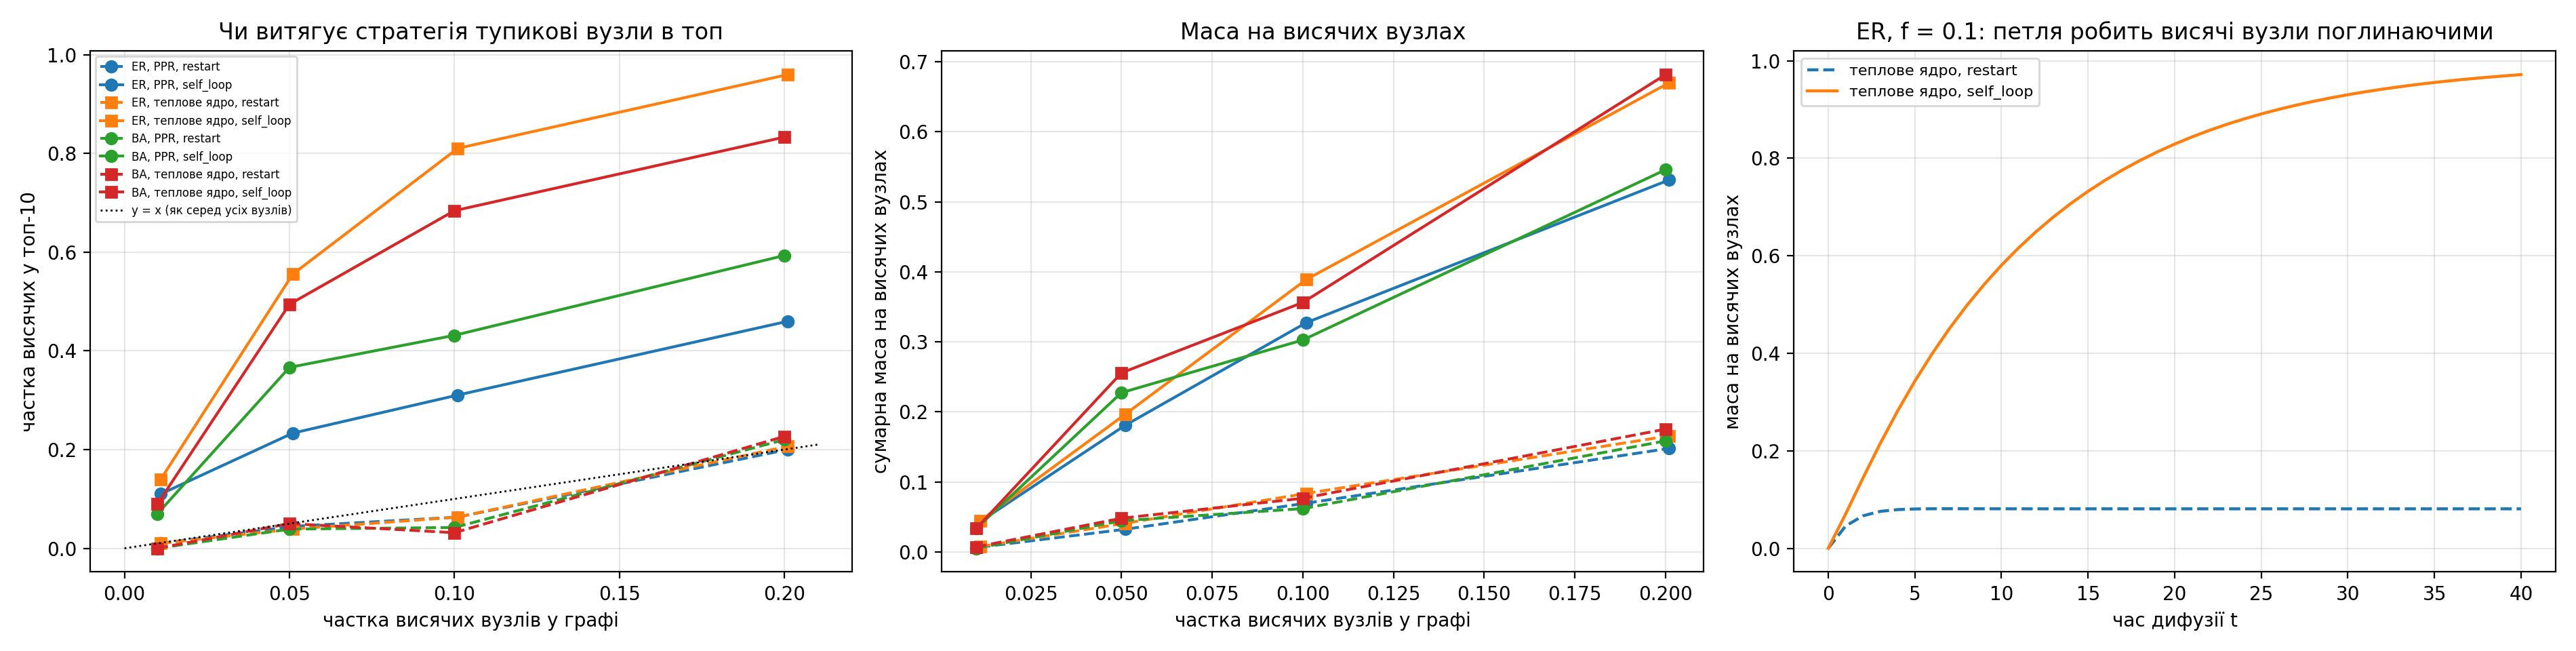 Чи витягує стратегія тупикові вузли в топ
частка висячих у топ-10
1.0
0.8
0.6
0.4
0.2
0.0
ER, PPR, restart
ER, PPR, self_loop
ER, теплове ядро, restart
ER, теплове ядро, self_loop
BA, PPR, restart
BA, PPR, self_loop
BA, теплове ядро, restart
BA, теплове ядро, self_loop
y = x (як серед усіх вузлів)
0.00 0.05 0.10 0.15 0.20
частка висячих вузлів у графі
Маса на висячих вузлах
сумарна маса на висячих вузлах
0.7
0.6
0.5
0.4
0.3
0.2
0.1
0.0
0.025 0.050 0.075 0.100 0.125 0.150 0.175 0.200
частка висячих вузлів у графі
ER, f = 0.1: петля робить висячі вузли поглинаючими
маса на висячих вузлах
1.0
0.8
0.6
0.4
0.2
0.0
теплове ядро, restart
теплове ядро, self_loop
0 5 10 15 20 25 30 35 40
час дифузії t